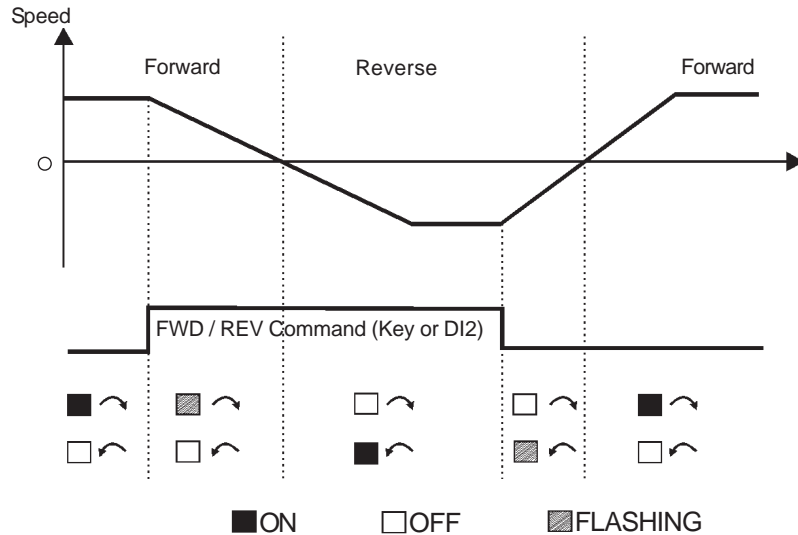 Speed
Forward Reverse Forward
O
FWD / REV Command (Key or DI2)
ON OFF FLASHING